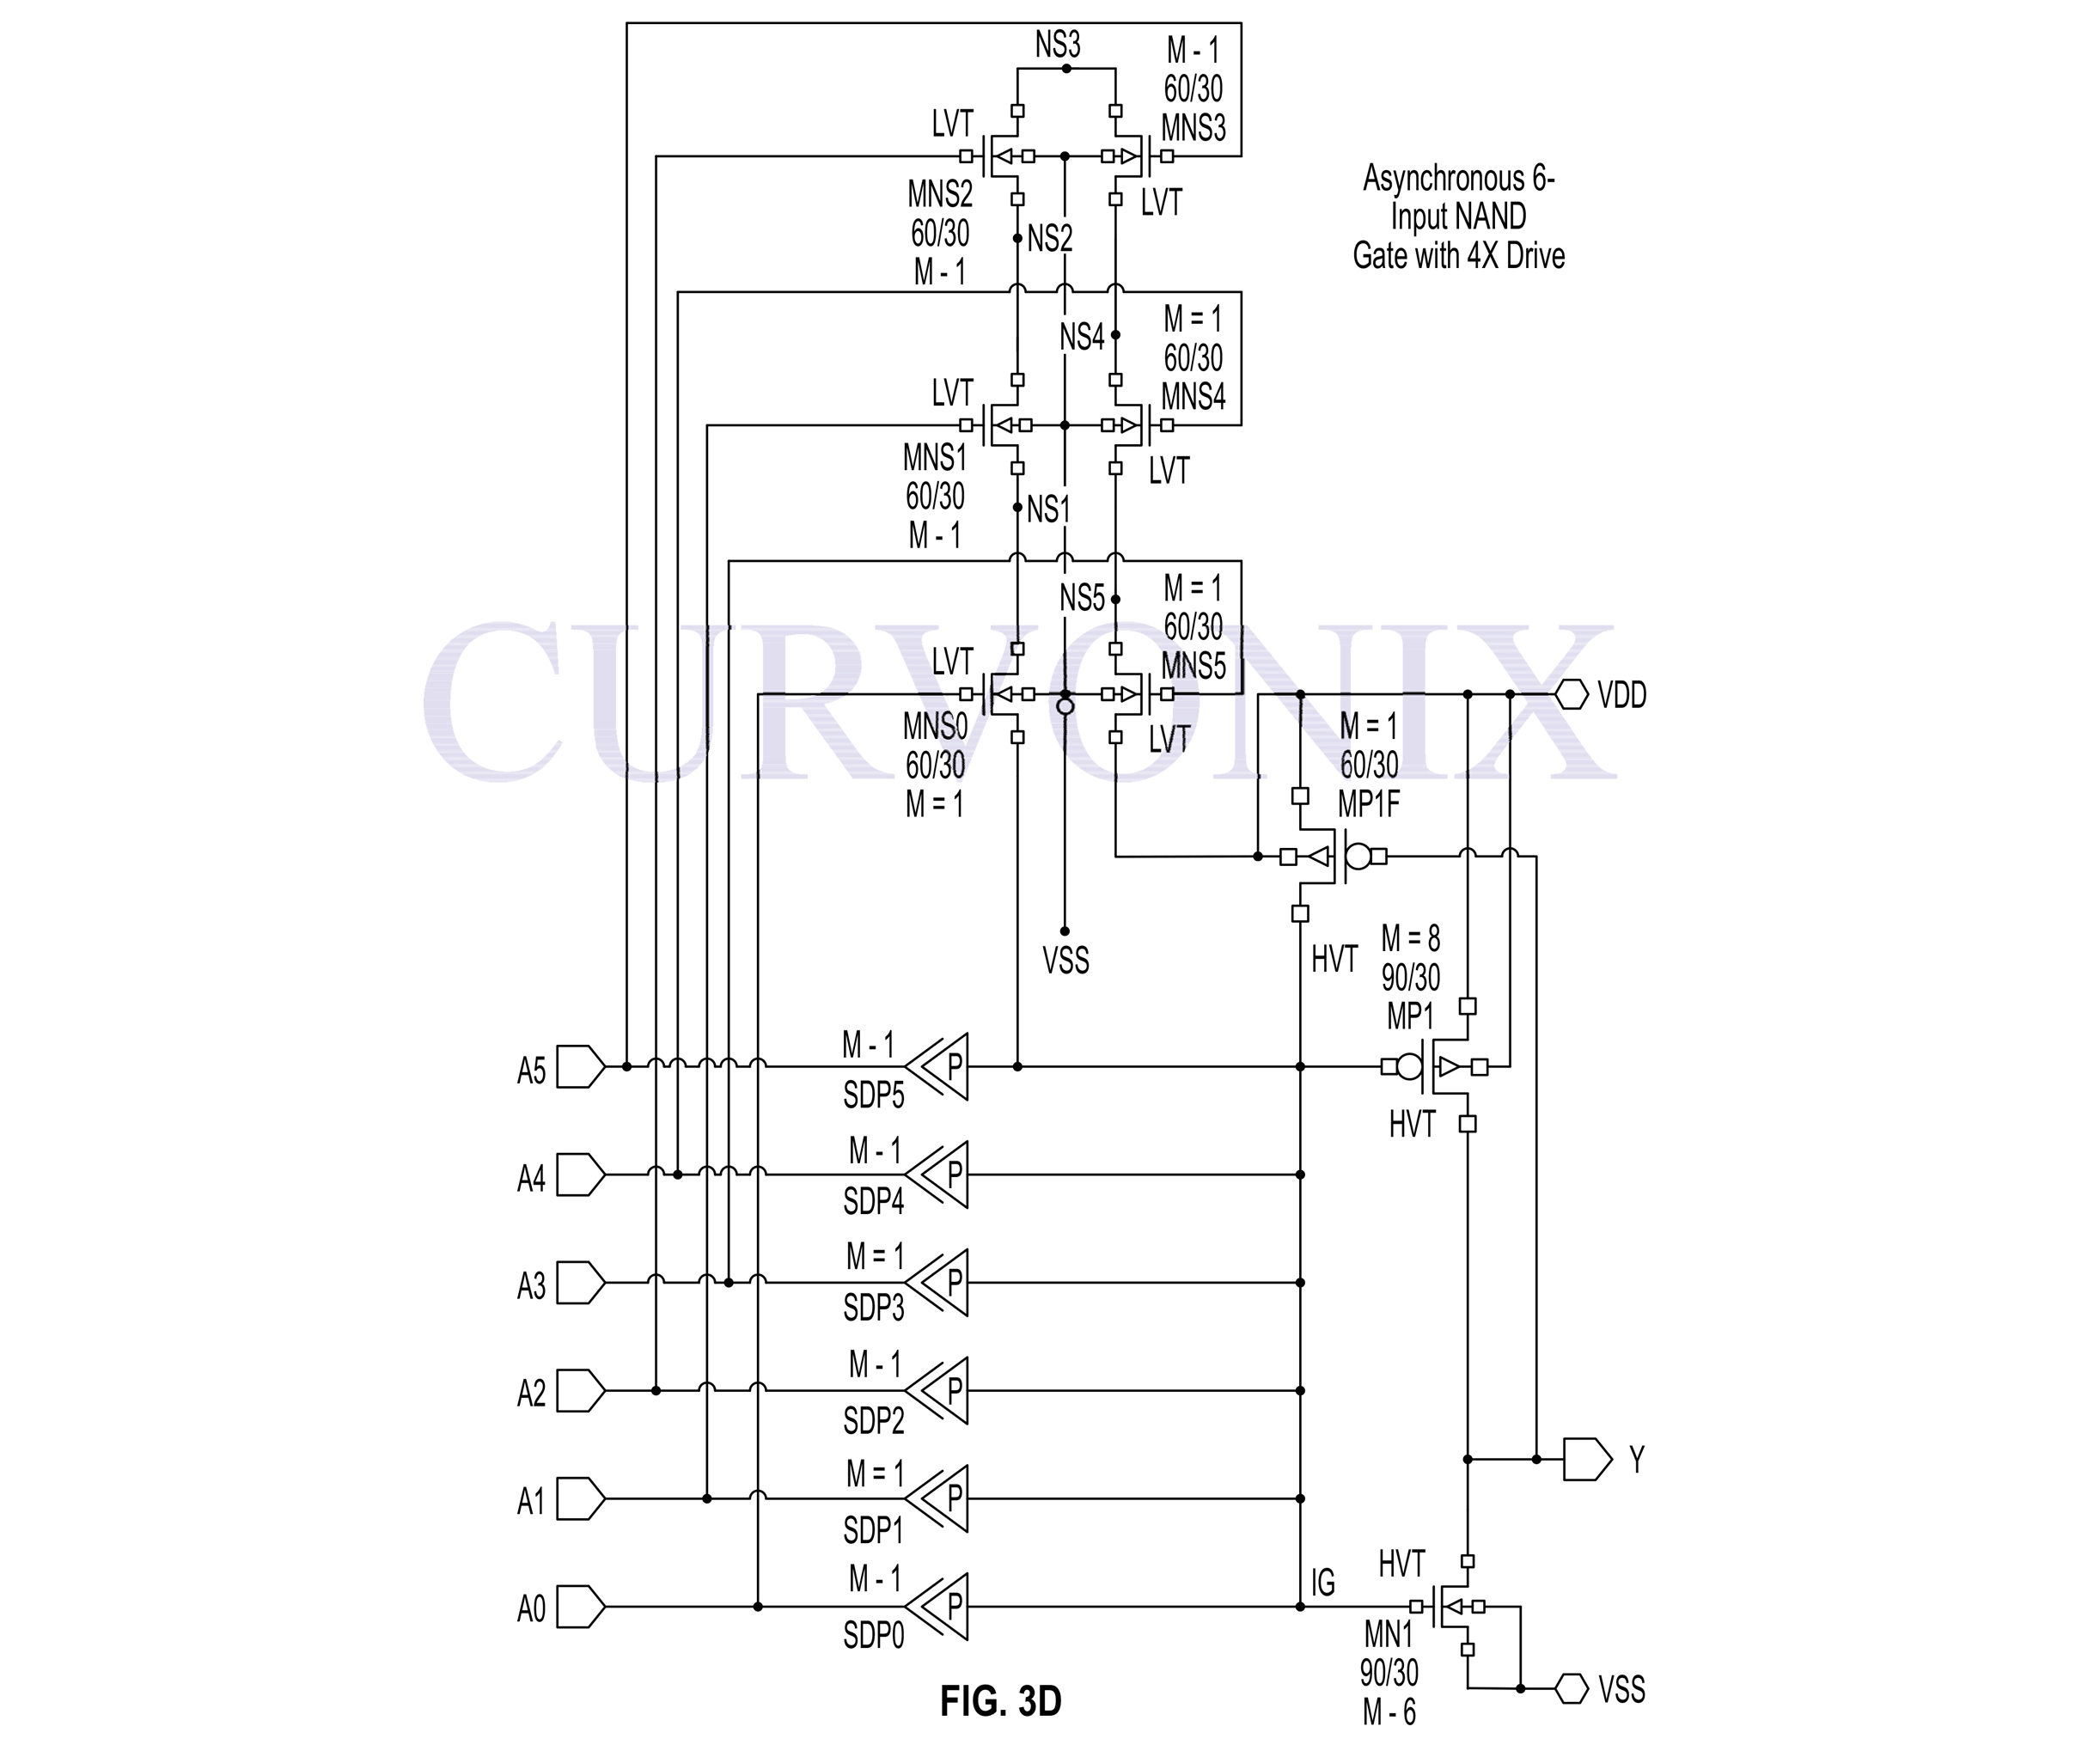 NS3
M - 1
60/30
MNS3
LVT
LVT
MNS2
60/30
M - 1
NS2
Asynchronous 6-
Input NAND
Gate with 4X Drive
NS4
M = 1
60/30
MNS4
LVT
LVT
MNS1
60/30
M - 1
NS1
NS5
M = 1
60/30
MNS5
LVT
LVT
MNS0
60/30
M = 1
CURVONIX
VDD
M = 1
60/30
MP1F
HVT
VSS
M = 8
90/30
MP1
HVT
A5
M - 1
P
SDP5
A4
M - 1
P
SDP4
A3
M = 1
P
SDP3
A2
M - 1
P
SDP2
A1
M = 1
P
SDP1
Y
A0
M - 1
P
SDP0
IG
HVT
MN1
90/30
M - 6
VSS
FIG. 3D